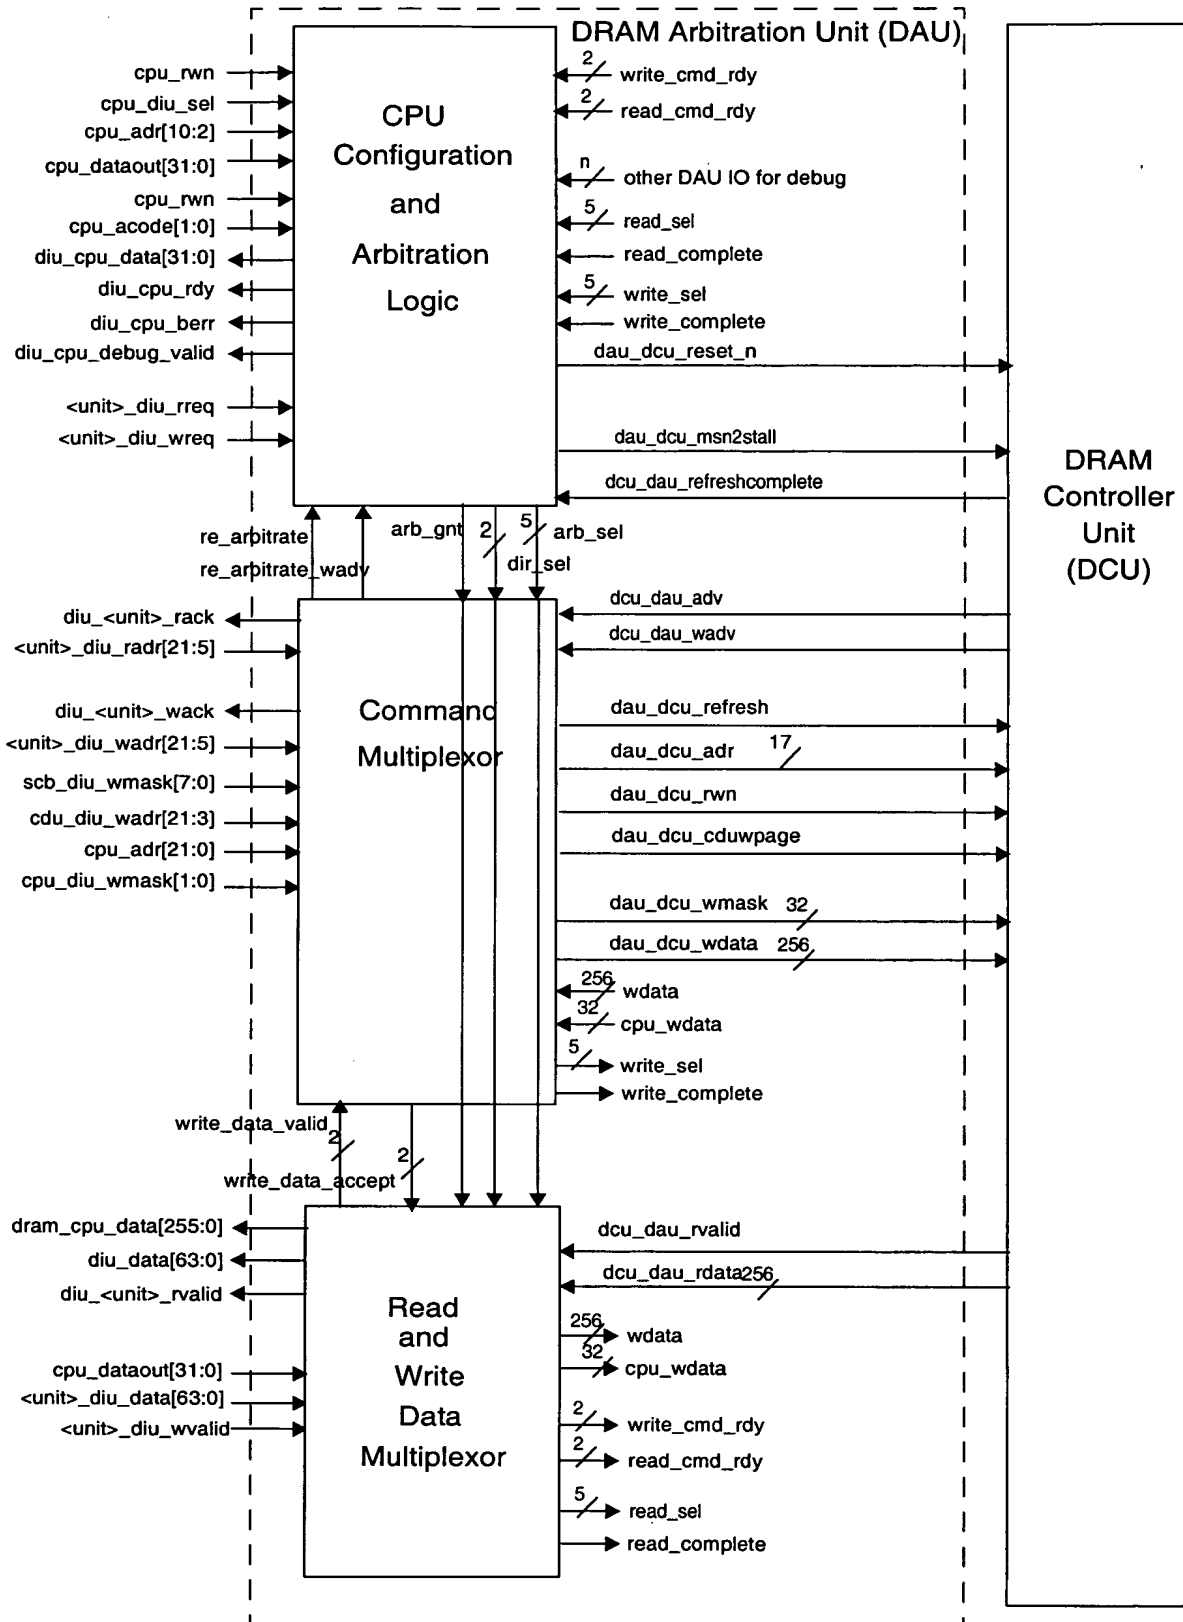 DRAM Arbitration Unit (DAU)
cpu_rwn
cpu_diu_sel
cpu_adr[10:2]
cpu_dataout[31:0]
cpu_rwn
cpu_acode[1:0]
diu_cpu_data[31:0]
diu_cpu_rdy
diu_cpu_berr
diu_cpu_debug_valid
<unit>_diu_rreq
<unit>_diu_wreq
CPU
Configuration
and
Arbitration
Logic
2
write_cmd_rdy
2
read_cmd_rdy
n
other DAU IO for debug
5
read_sel
read_complete
5
write_sel
write_complete
dau_dcu_reset_n
dau_dcu_msn2stall
dcu_dau_refreshcomplete
DRAM
Controller
Unit
(DCU)
re_arbitrate
re_arbitrate_wadv
arb_gnt
2
dir_sel
5
arb_sel
diu_<unit>_rack
<unit>_diu_radr[21:5]
diu_<unit>_wack
<unit>_diu_wadr[21:5]
scb_diu_wmask[7:0]
cdu_diu_wadr[21:3]
cpu_adr[21:0]
cpu_diu_wmask[1:0]
Command
Multiplexor
dcu_dau_adv
dcu_dau_wadv
dau_dcu_refresh
dau_dcu_adr 17
dau_dcu_rwn
dau_dcu_cduwpage
dau_dcu_wmask 32
dau_dcu_wdata 256
256
wdata
32
cpu_wdata
5
write_sel
write_complete
write_data_valid
2
write_data_accept
2
dram_cpu_data[255:0]
diu_data[63:0]
diu_<unit>_rvalid
cpu_dataout[31:0]
<unit>_diu_data[63:0]
<unit>_diu_wvalid
Read
and
Write
Data
Multiplexor
dcu_dau_rvalid
dcu_dau_rdata 256
256
wdata
32
cpu_wdata
2
write_cmd_rdy
2
read_cmd_rdy
5
read_sel
read_complete